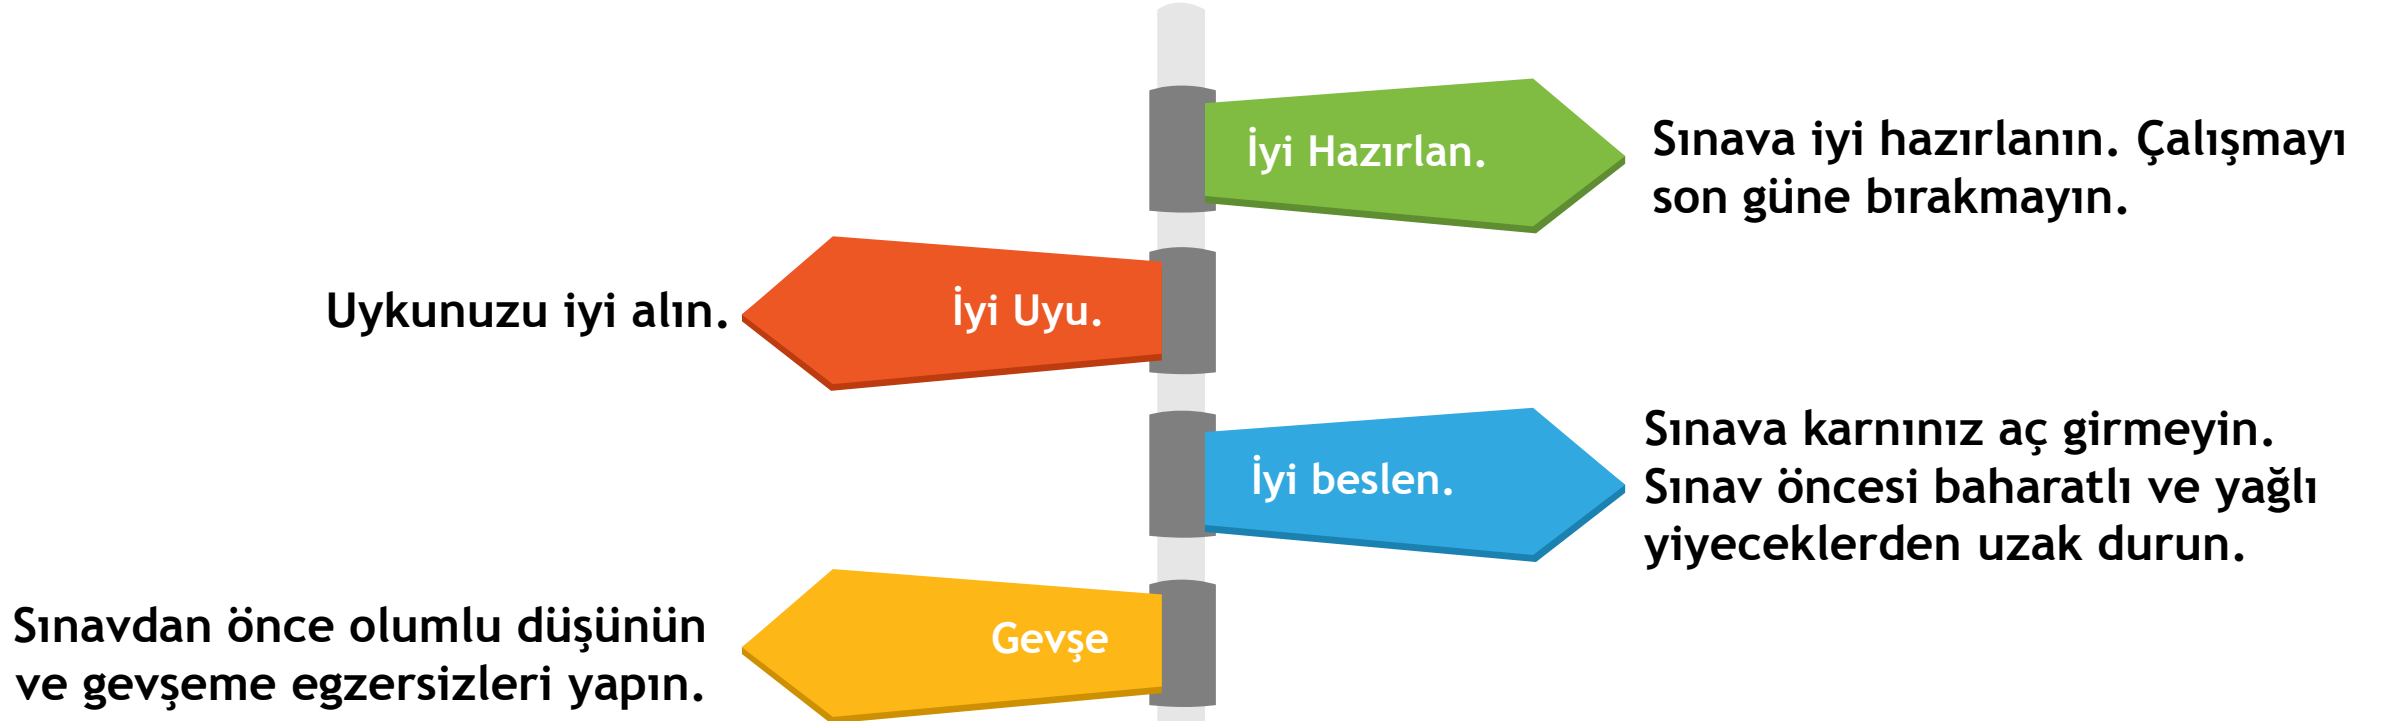 İyi Hazırlan.
Sınava iyi hazırlanın. Çalışmayı
son güne bırakmayın.
Uykunuzu iyi alın.
İyi Uyu.
İyi beslen.
Sınava karnınız aç girmeyin.
Sınav öncesi baharatlı ve yağlı
yiyeceklerden uzak durun.
Sınavdan önce olumlu düşünün
ve gevşeme egzersizleri yapın.
Gevşe